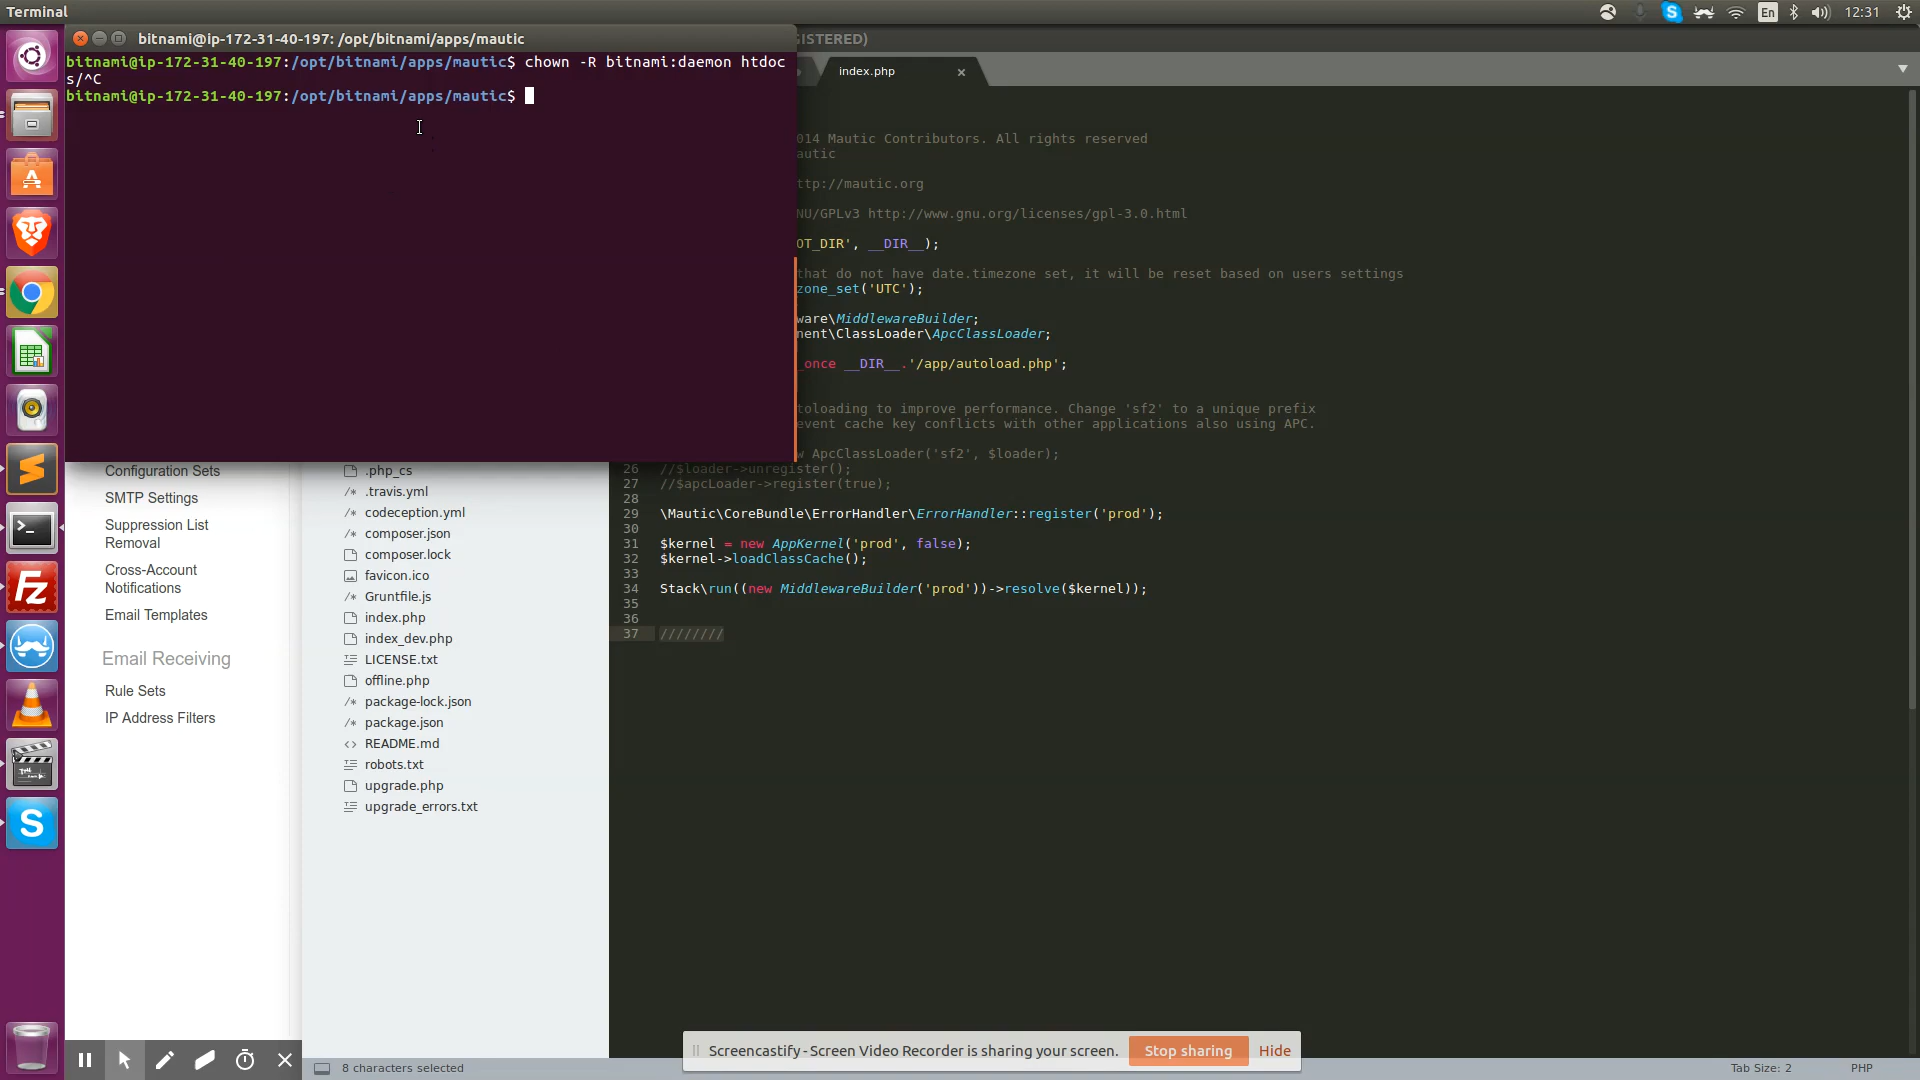 Terminal
En
12:31
bitnami@ip-172-31-40-197: /opt/bitnami/apps/mautic
ISTERED)
bitnami@ip-172-31-40-197:/opt/bitnami/apps/mautic$ chown -R bitnami:daemon htdoc
s/^C
bitnami@ip-172-31-40-197:/opt/bitnami/apps/mautic$
index.php
014 Mautic Contributors. All rights reserved
autic
ttp://mautic.org
NU/GPLv3 http://www.gnu.org/licenses/gpl-3.0.html
OT_DIR', __DIR__);
that do not have date.timezone set, it will be reset based on users settings
zone_set('UTC');
ware\MiddlewareBuilder;
nent\ClassLoader\ApcClassLoader;
_once __DIR__.'/app/autoload.php';
toloading to improve performance. Change 'sf2' to a unique prefix
event cache key conflicts with other applications also using APC.
w ApcClassLoader('sf2', $loader);
26 //$loader->unregister();
27 //$apcLoader->register(true);
28
29 \Mautic\CoreBundle\ErrorHandler\ErrorHandler::register('prod');
30
31 $kernel = new AppKernel('prod', false);
32 $kernel->loadClassCache();
33
34 Stack\run((new MiddlewareBuilder('prod'))->resolve($kernel));
35
36
37 ////////
Configuration Sets
SMTP Settings
Suppression List
Removal
Cross-Account
Notifications
Email Templates
Email Receiving
Rule Sets
IP Address Filters
.php_cs
/* .travis.yml
/* codeception.yml
/* composer.json
composer.lock
favicon.ico
/* Gruntfile.js
index.php
index_dev.php
LICENSE.txt
offline.php
/* package-lock.json
/* package.json
<> README.md
robots.txt
upgrade.php
upgrade_errors.txt
Screencastify - Screen Video Recorder is sharing your screen.
Stop sharing
Hide
8 characters selected
Tab Size: 2
PHP